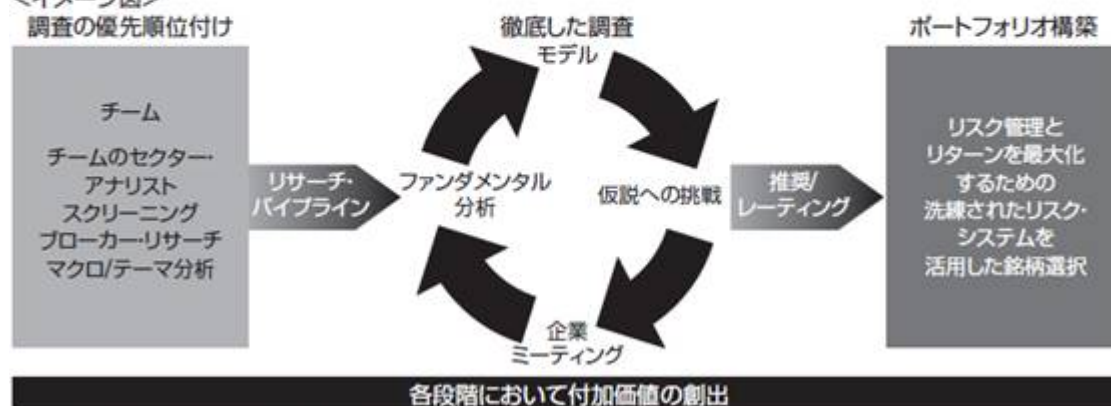 <イメージ図>
調査の優先順位付け
チーム
チームのセクター・
アナリスト
スクリーニング
ブローカー・リサーチ
マクロ/テーマ分析
リサーチ・
パイプライン
徹底した調査
モデル
ファンダメンタル
分析
仮説への挑戦
企業
ミーティング
推奨/
レーティング
ポートフォリオ構築
リスク管理と
リターンを最大化
するための
洗練されたリスク・
システムを
活用した銘柄選択
各段階において付加価値の創出